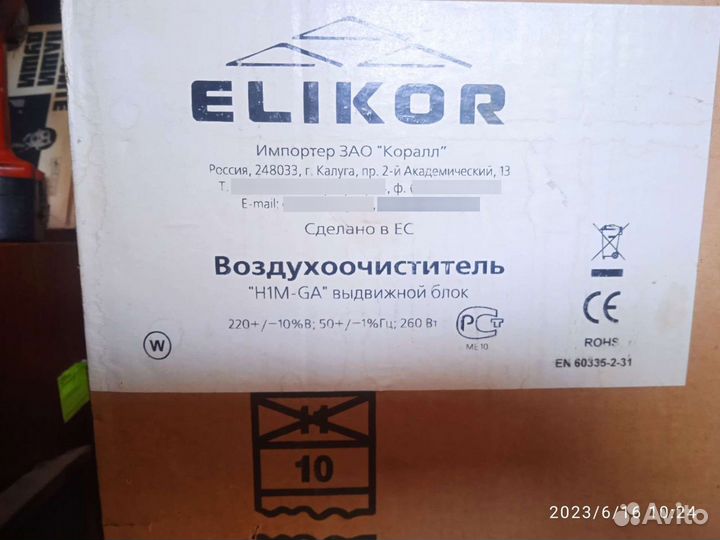 ELIKOR
Импортер ЗАО "Коралл"
Россия, 248033, г. Калуга, пр. 2-й Академический, 13
Т. , ф. (
E-mail: ,
Сделано в ЕС
Воздухоочиститель
"H1M-GA" выдвижной блок
220+/-10%В; 50+/-1%Гц; 260 Вт
РСТ
ME10
W
CE
ROHS
EN 60335-2-31
10
2023/6/16 10:24
Avito